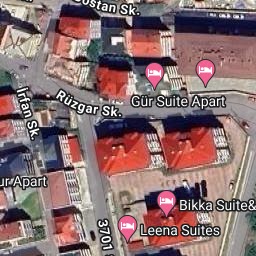 Bostan Sk.
Rüzgar Sk.
İrfan Sk.
Gür Suite Apart
ur Apart
Bikka Suite&
3701
Leena Suites